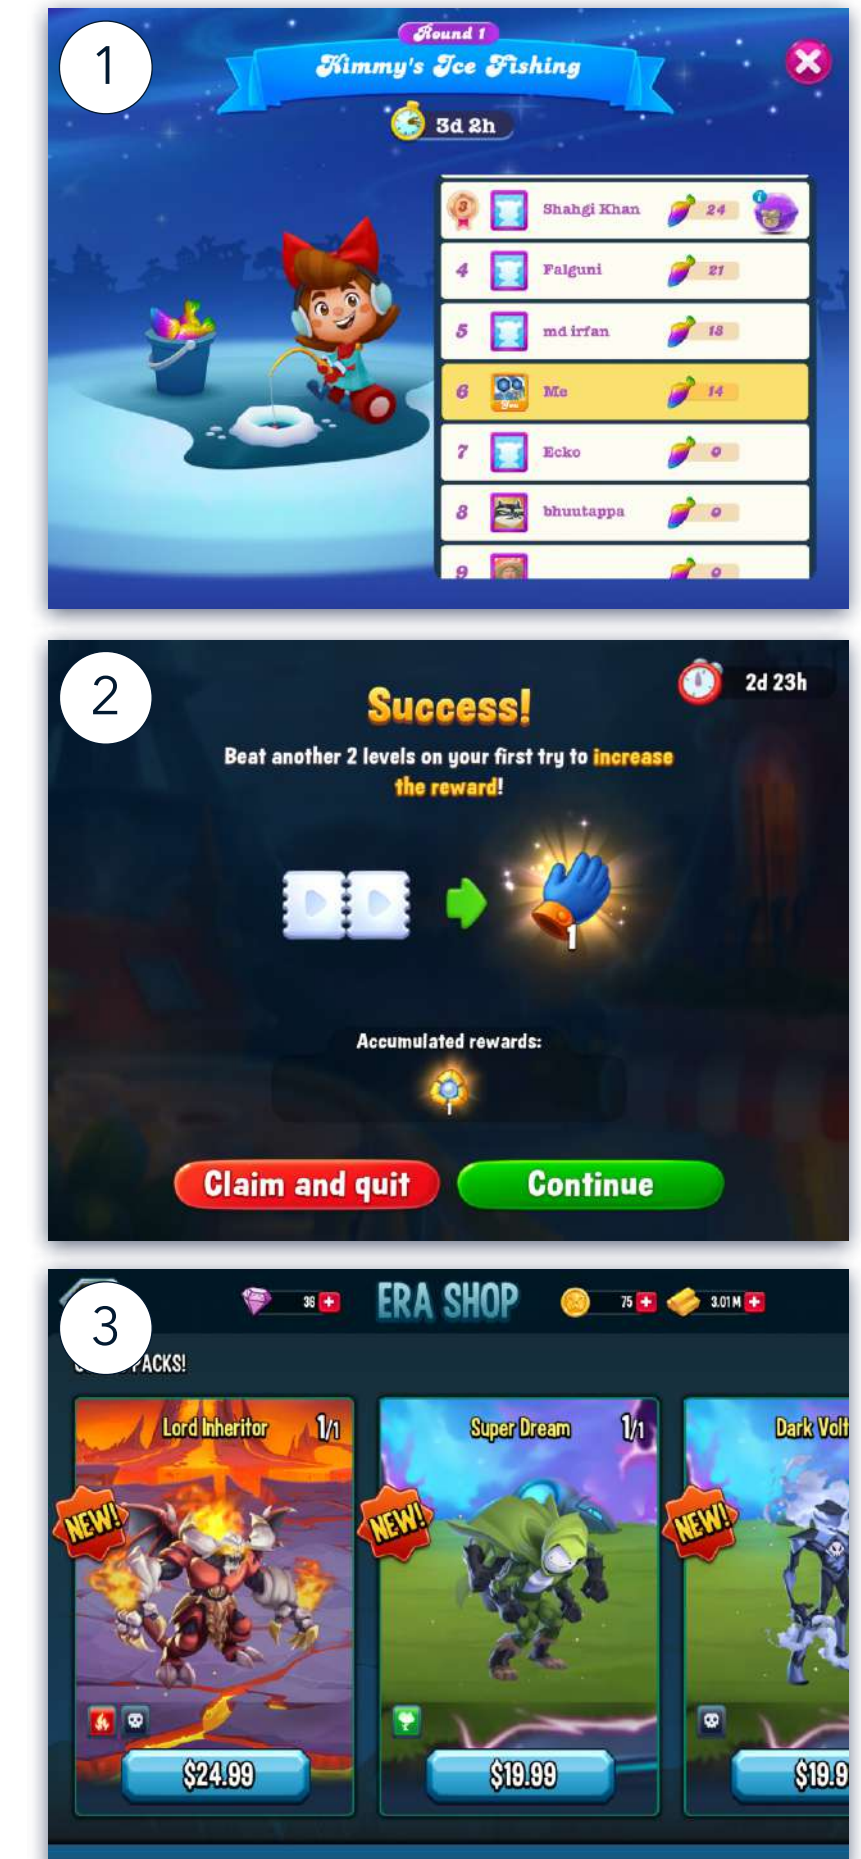 1
Round 1
Kimmy's Ice Fishing
3d 2h
3 Shahgi Khan 24
4 Falguni 21
5 md irfan 18
6 You Me 14
7 Ecko 0
8 bhuutappa 0
9 0
2
2d 23h
Success!
Beat another 2 levels on your first try to increase
the reward!
1
Accumulated rewards:
1
Claim and quit Continue
3
36 ERA SHOP 75 3.01M
PACKS!
Lord Inheritor 1/1 Super Dream 1/1 Dark Volt
NEW! NEW! NEW!
$24.99 $19.99 $19.9